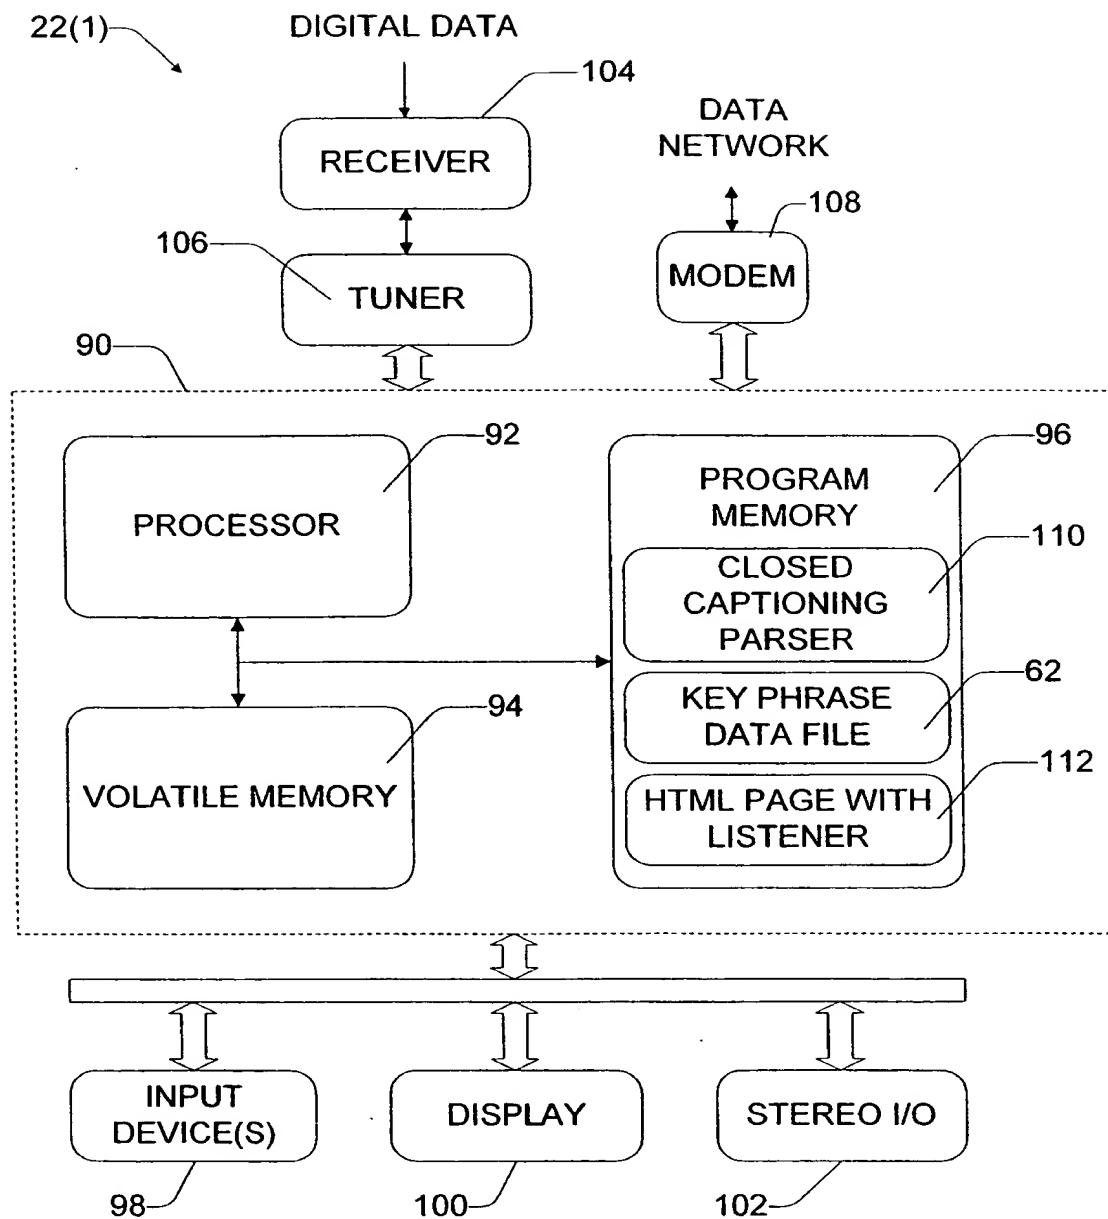 22(1)
DIGITAL DATA
104
RECEIVER
DATA
NETWORK
108
106
TUNER
MODEM
90
92
PROCESSOR
96
PROGRAM
MEMORY
110
CLOSED
CAPTIONING
PARSER
62
KEY PHRASE
DATA FILE
94
VOLATILE MEMORY
112
HTML PAGE WITH
LISTENER
INPUT
DEVICE(S)
DISPLAY
STEREO I/O
98
100
102